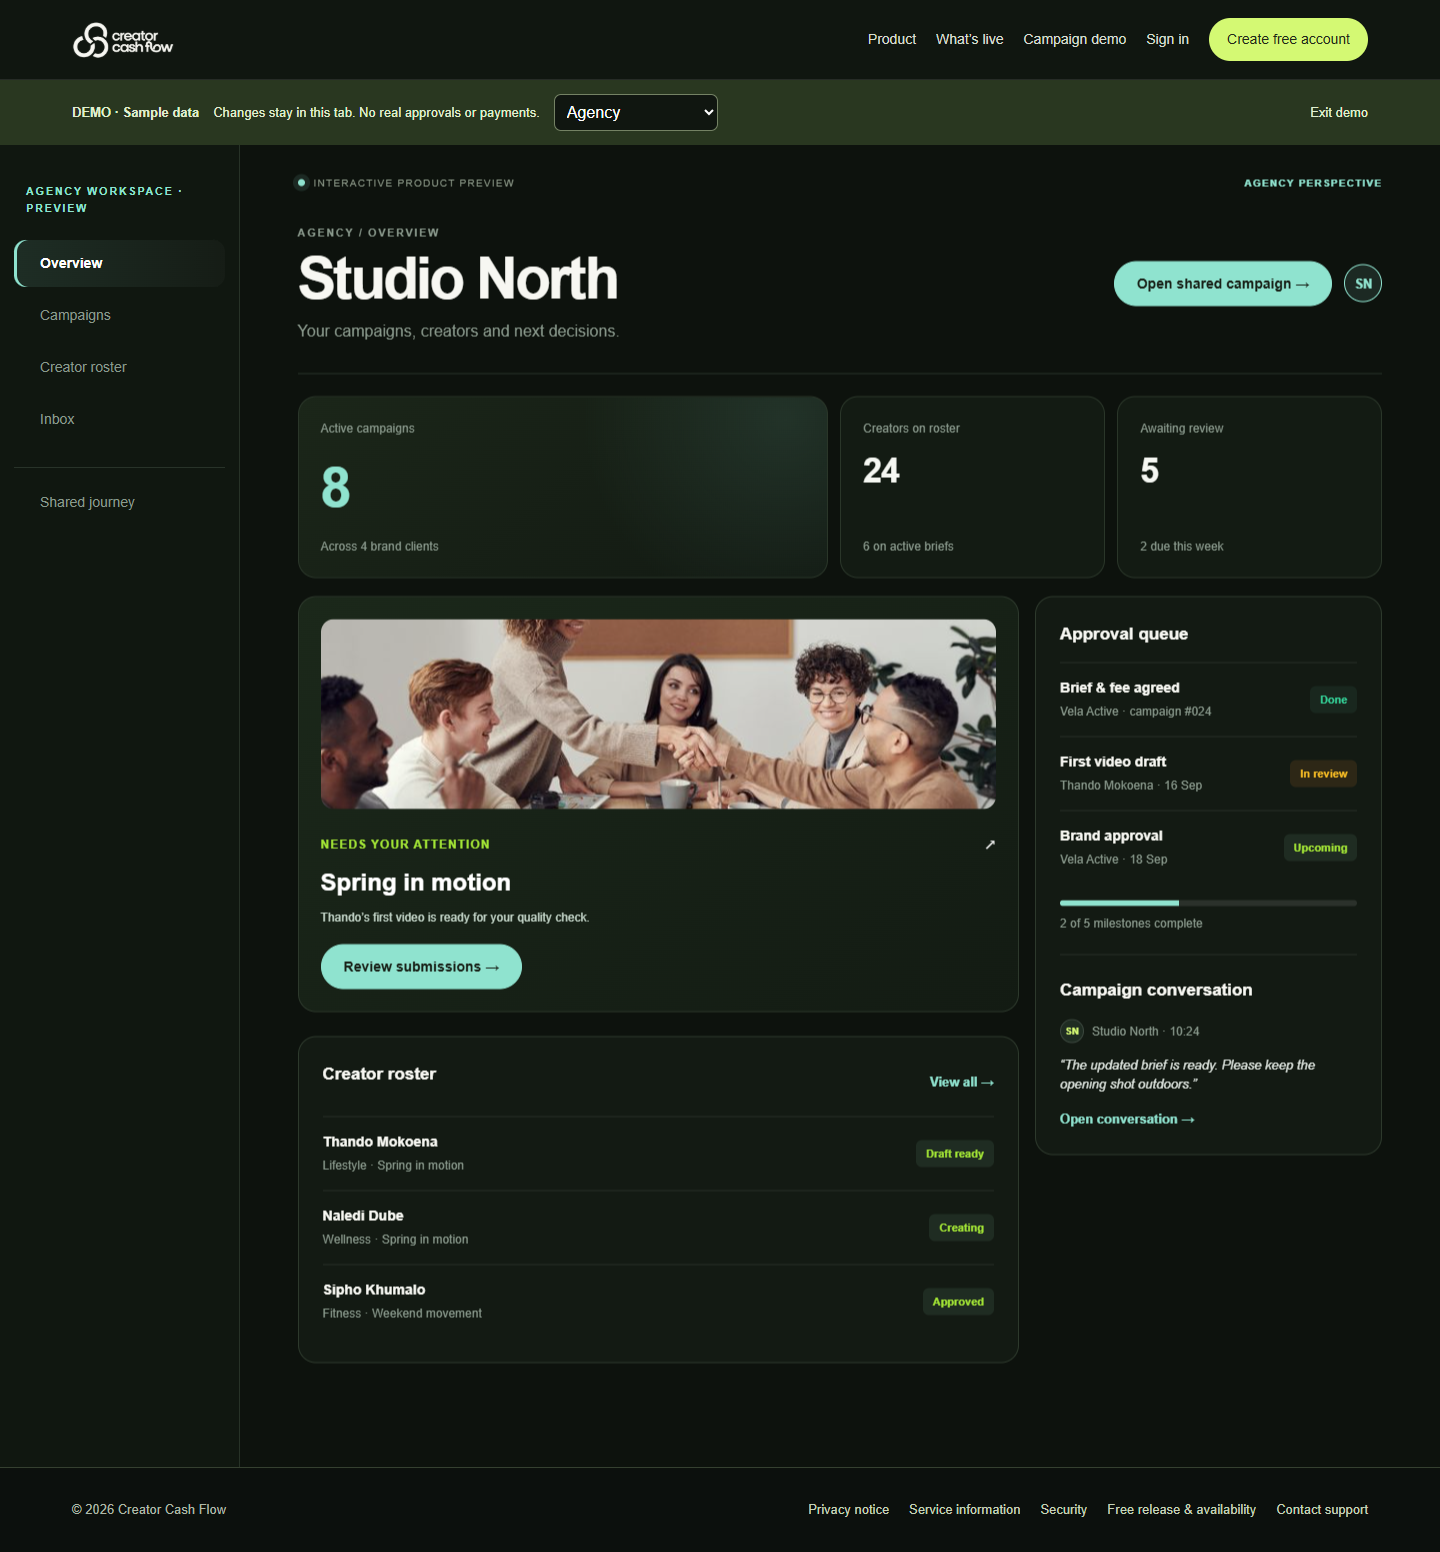 creator
cash flow
Product
What's live
Campaign demo
Sign in
Create free account
DEMO · Sample data
Changes stay in this tab. No real approvals or payments.
Agency
Exit demo
AGENCY WORKSPACE ·
PREVIEW
Overview
Campaigns
Creator roster
Inbox
Shared journey
INTERACTIVE PRODUCT PREVIEW
AGENCY PERSPECTIVE
AGENCY / OVERVIEW
Studio North
Your campaigns, creators and next decisions.
Open shared campaign →
SN
Active campaigns
8
Across 4 brand clients
Creators on roster
24
6 on active briefs
Awaiting review
5
2 due this week
NEEDS YOUR ATTENTION
↗
Spring in motion
Thando's first video is ready for your quality check.
Review submissions →
Creator roster
View all →
Thando Mokoena
Lifestyle · Spring in motion
Draft ready
Naledi Dube
Wellness · Spring in motion
Creating
Sipho Khumalo
Fitness · Weekend movement
Approved
Approval queue
Brief & fee agreed
Vela Active · campaign #024
Done
First video draft
Thando Mokoena · 16 Sep
In review
Brand approval
Vela Active · 18 Sep
Upcoming
2 of 5 milestones complete
Campaign conversation
SN
Studio North · 10:24
“The updated brief is ready. Please keep the
opening shot outdoors.”
Open conversation →
© 2026 Creator Cash Flow
Privacy notice
Service information
Security
Free release & availability
Contact support